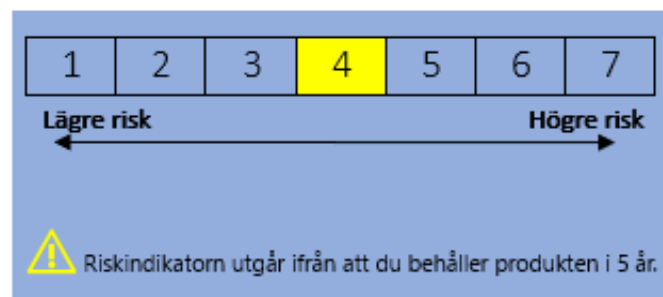 1 2 3 4 5 6 7
Lägre risk Högre risk
Riskindikatorn utgår ifrån att du behåller produkten i 5 år.